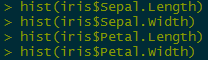 > hist(iris$Sepal.Length)
> hist(iris$Sepal.Width)
> hist(iris$Petal.Length)
> hist(iris$Petal.Width)